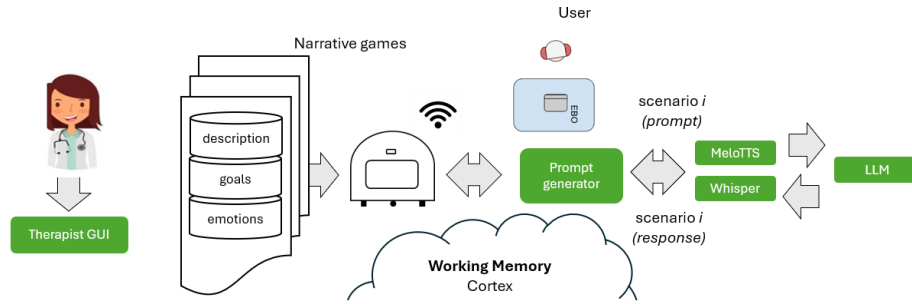 User
Narrative games
description
goals
emotions
Therapist GUI
EBO
Prompt
generator
scenario i
(prompt)
MeloTTS
Whisper
scenario i
(response)
LLM
Working Memory
Cortex